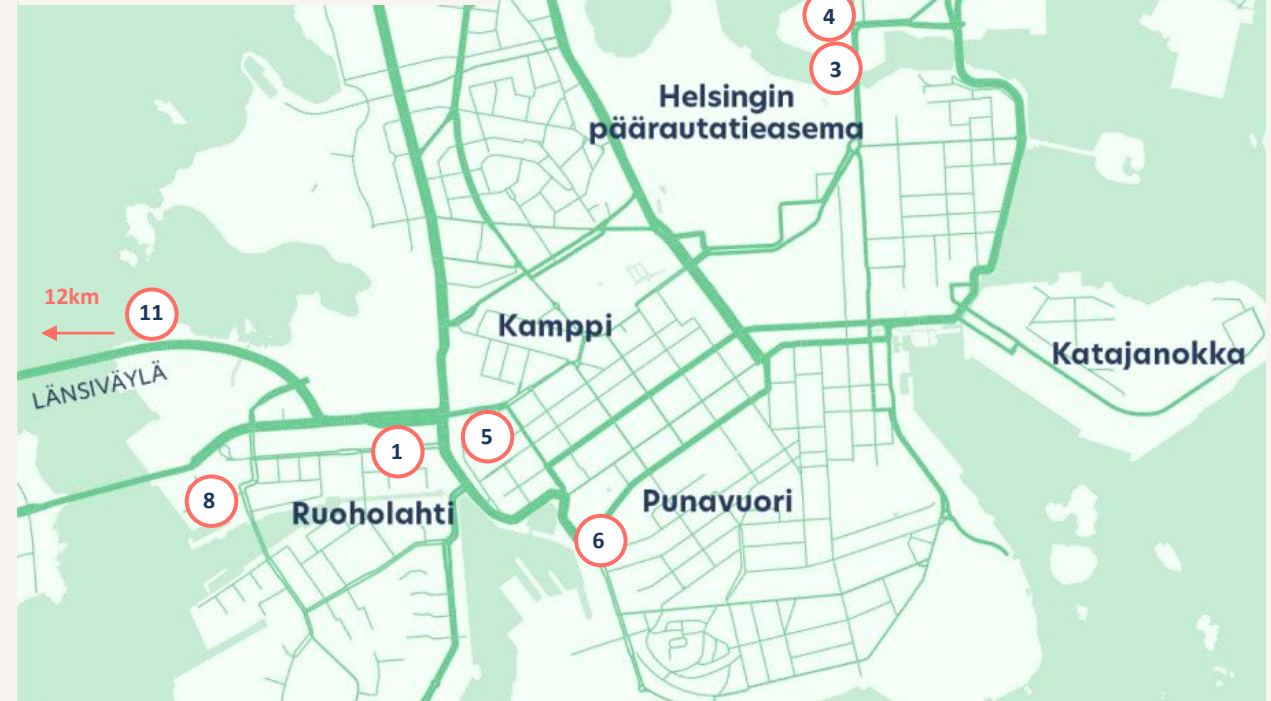 4
3
Helsingin
päärautatieasema
12km
11
Kamppi
Katajanokka
LÄNSIVÄYLÄ
5
1
8
Ruoholahti
Punavuori
6